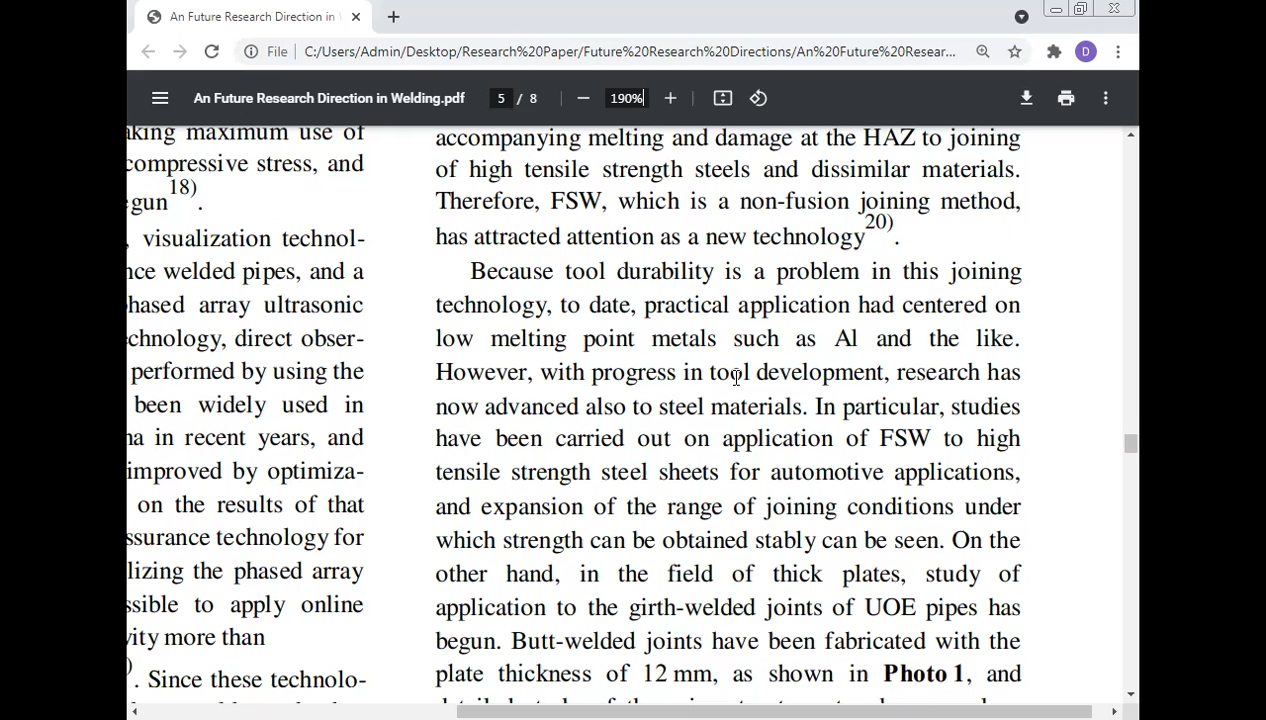 An Future Research Direction in
File C:/Users/Admin/Desktop/Research%20Paper/Future%20Research%20Directions/An%20Future%20Resear...
D
An Future Research Direction in Welding.pdf 5 / 8 190%
aking maximum use of
compressive stress, and
gun18).
, visualization technol-
nce welded pipes, and a
phased array ultrasonic
chnology, direct obser-
performed by using the
been widely used in
na in recent years, and
improved by optimiza-
on the results of that
ssurance technology for
lizing the phased array
ssible to apply online
vity more than
). Since these technolo-
accompanying melting and damage at the HAZ to joining
of high tensile strength steels and dissimilar materials.
Therefore, FSW, which is a non-fusion joining method,
has attracted attention as a new technology20).
Because tool durability is a problem in this joining
technology, to date, practical application had centered on
low melting point metals such as Al and the like.
However, with progress in tool development, research has
now advanced also to steel materials. In particular, studies
have been carried out on application of FSW to high
tensile strength steel sheets for automotive applications,
and expansion of the range of joining conditions under
which strength can be obtained stably can be seen. On the
other hand, in the field of thick plates, study of
application to the girth-welded joints of UOE pipes has
begun. Butt-welded joints have been fabricated with the
plate thickness of 12 mm, as shown in Photo 1, and